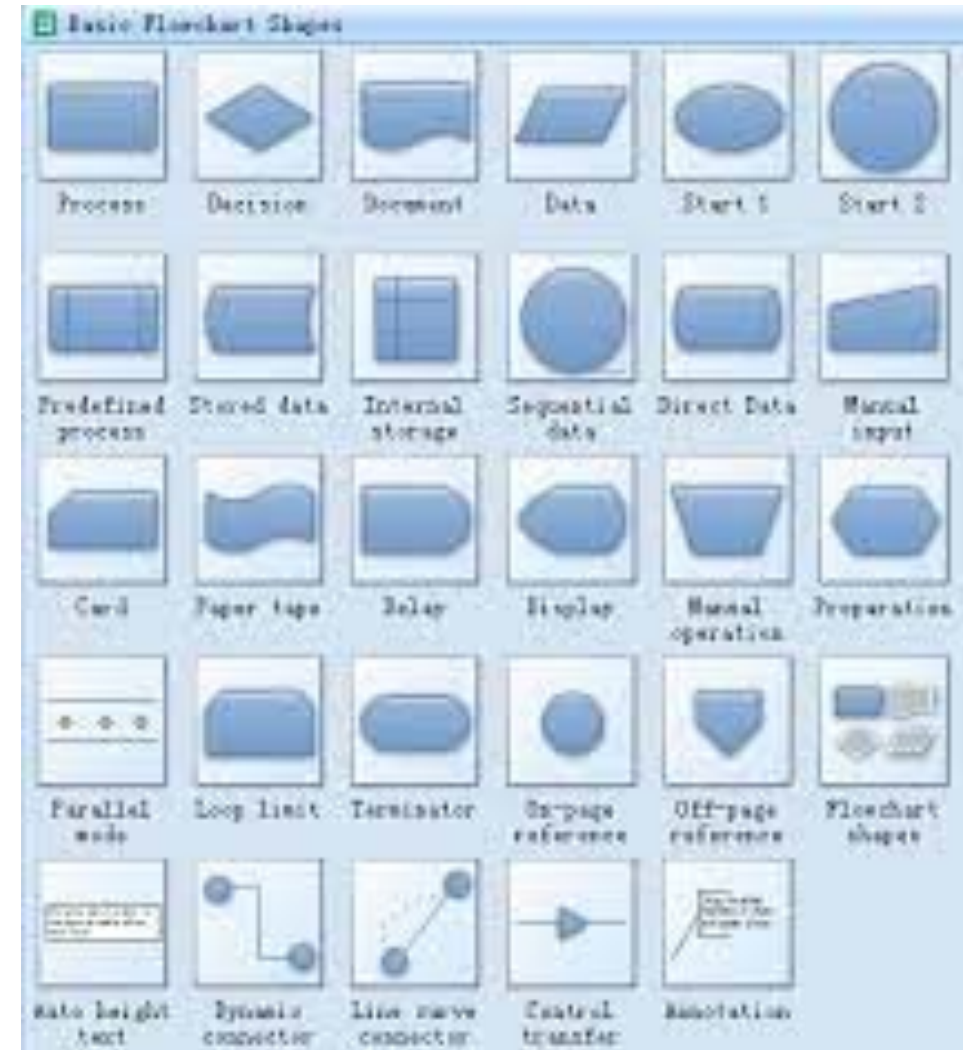 Basic Flowchart Shapes
Process Decision Document Data Start 1 Start 2
Predefined process Stored data Internal storage Sequential data Direct Data Manual input
Card Paper tape Delay Display Manual operation Preparation
Parallel mode Loop limit Terminator On-page reference Off-page reference Flowchart shapes
Auto height text Dynamic connector Line curve connector Control transfer Annotation